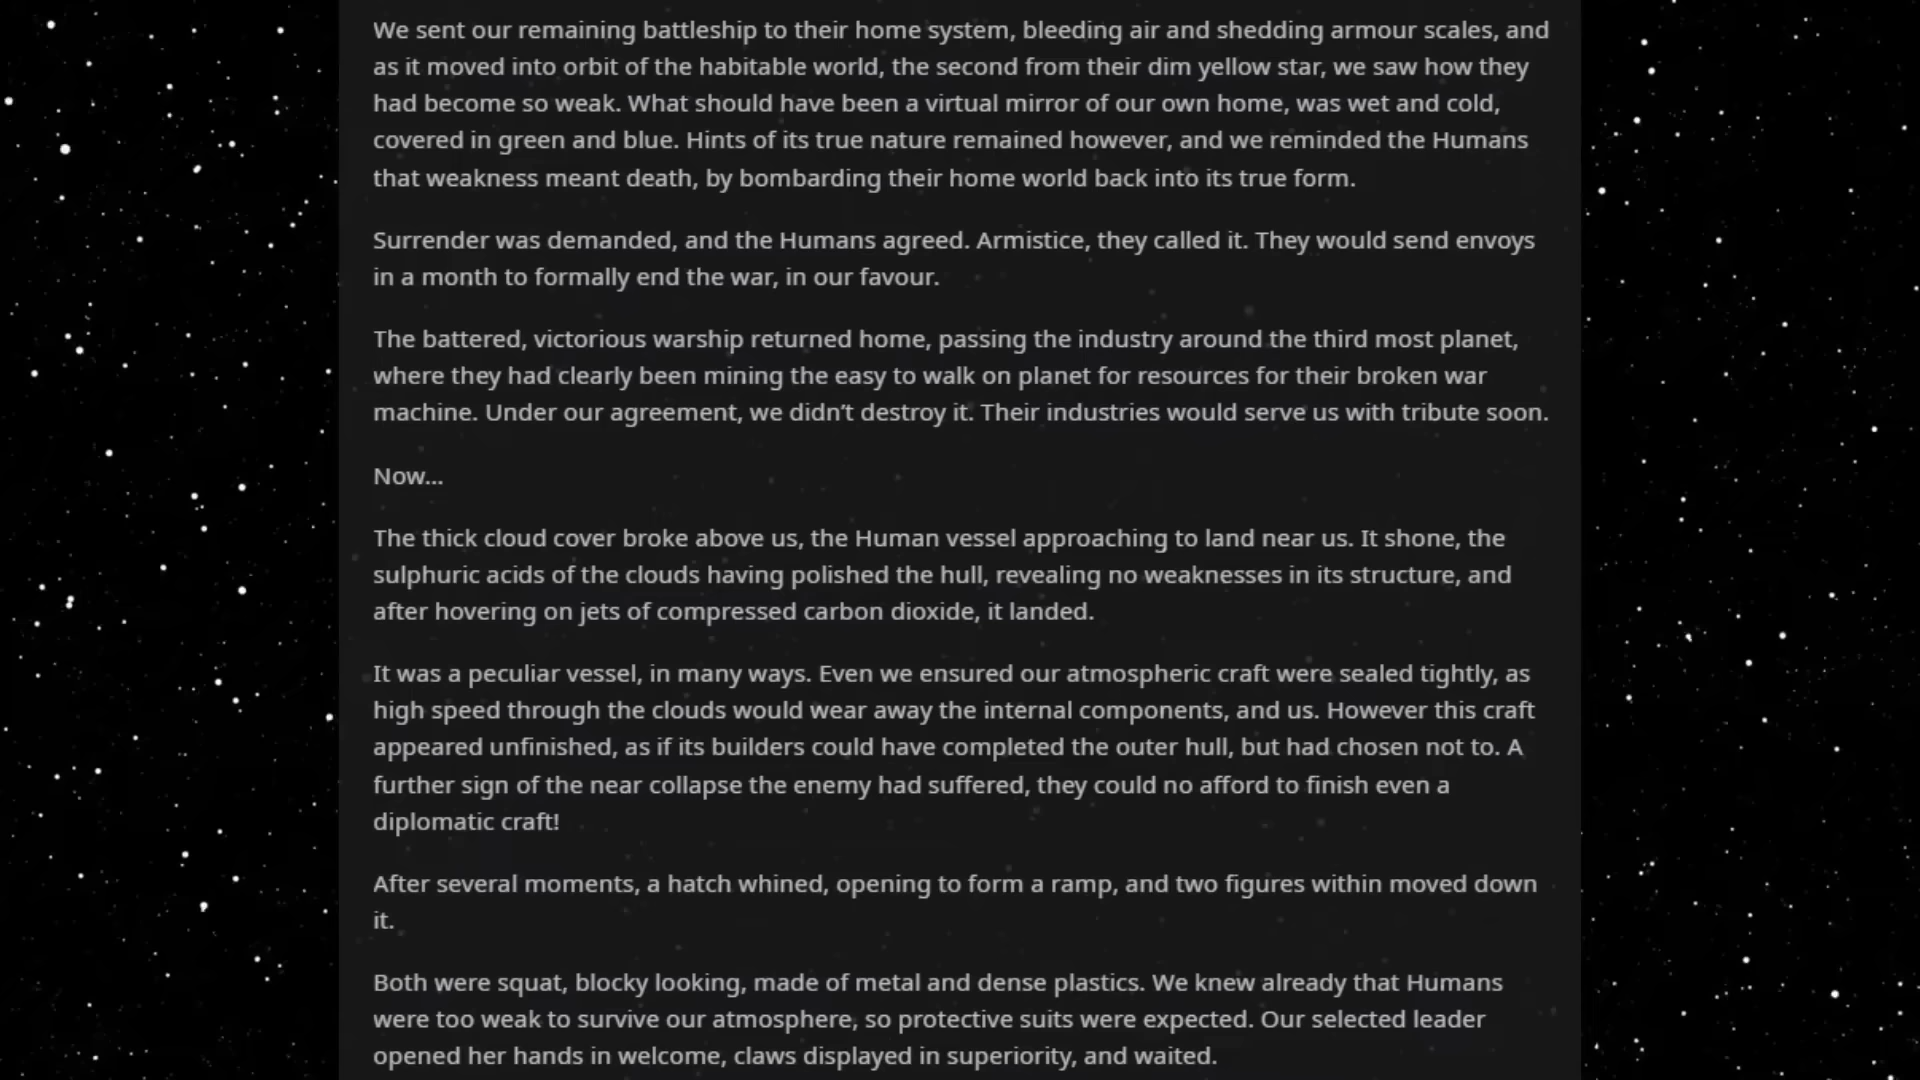 We sent our remaining battleship to their home system, bleeding air and shedding armour scales, and
as it moved into orbit of the habitable world, the second from their dim yellow star, we saw how they
had become so weak. What should have been a virtual mirror of our own home, was wet and cold,
covered in green and blue. Hints of its true nature remained however, and we reminded the Humans
that weakness meant death, by bombarding their home world back into its true form.
Surrender was demanded, and the Humans agreed. Armistice, they called it. They would send envoys
in a month to formally end the war, in our favour.
The battered, victorious warship returned home, passing the industry around the third most planet,
where they had clearly been mining the easy to walk on planet for resources for their broken war
machine. Under our agreement, we didn’t destroy it. Their industries would serve us with tribute soon.
Now...
The thick cloud cover broke above us, the Human vessel approaching to land near us. It shone, the
sulphuric acids of the clouds having polished the hull, revealing no weaknesses in its structure, and
after hovering on jets of compressed carbon dioxide, it landed.
It was a peculiar vessel, in many ways. Even we ensured our atmospheric craft were sealed tightly, as
high speed through the clouds would wear away the internal components, and us. However this craft
appeared unfinished, as if its builders could have completed the outer hull, but had chosen not to. A
further sign of the near collapse the enemy had suffered, they could no afford to finish even a
diplomatic craft!
After several moments, a hatch whined, opening to form a ramp, and two figures within moved down
it.
Both were squat, blocky looking, made of metal and dense plastics. We knew already that Humans
were too weak to survive our atmosphere, so protective suits were expected. Our selected leader
opened her hands in welcome, claws displayed in superiority, and waited.